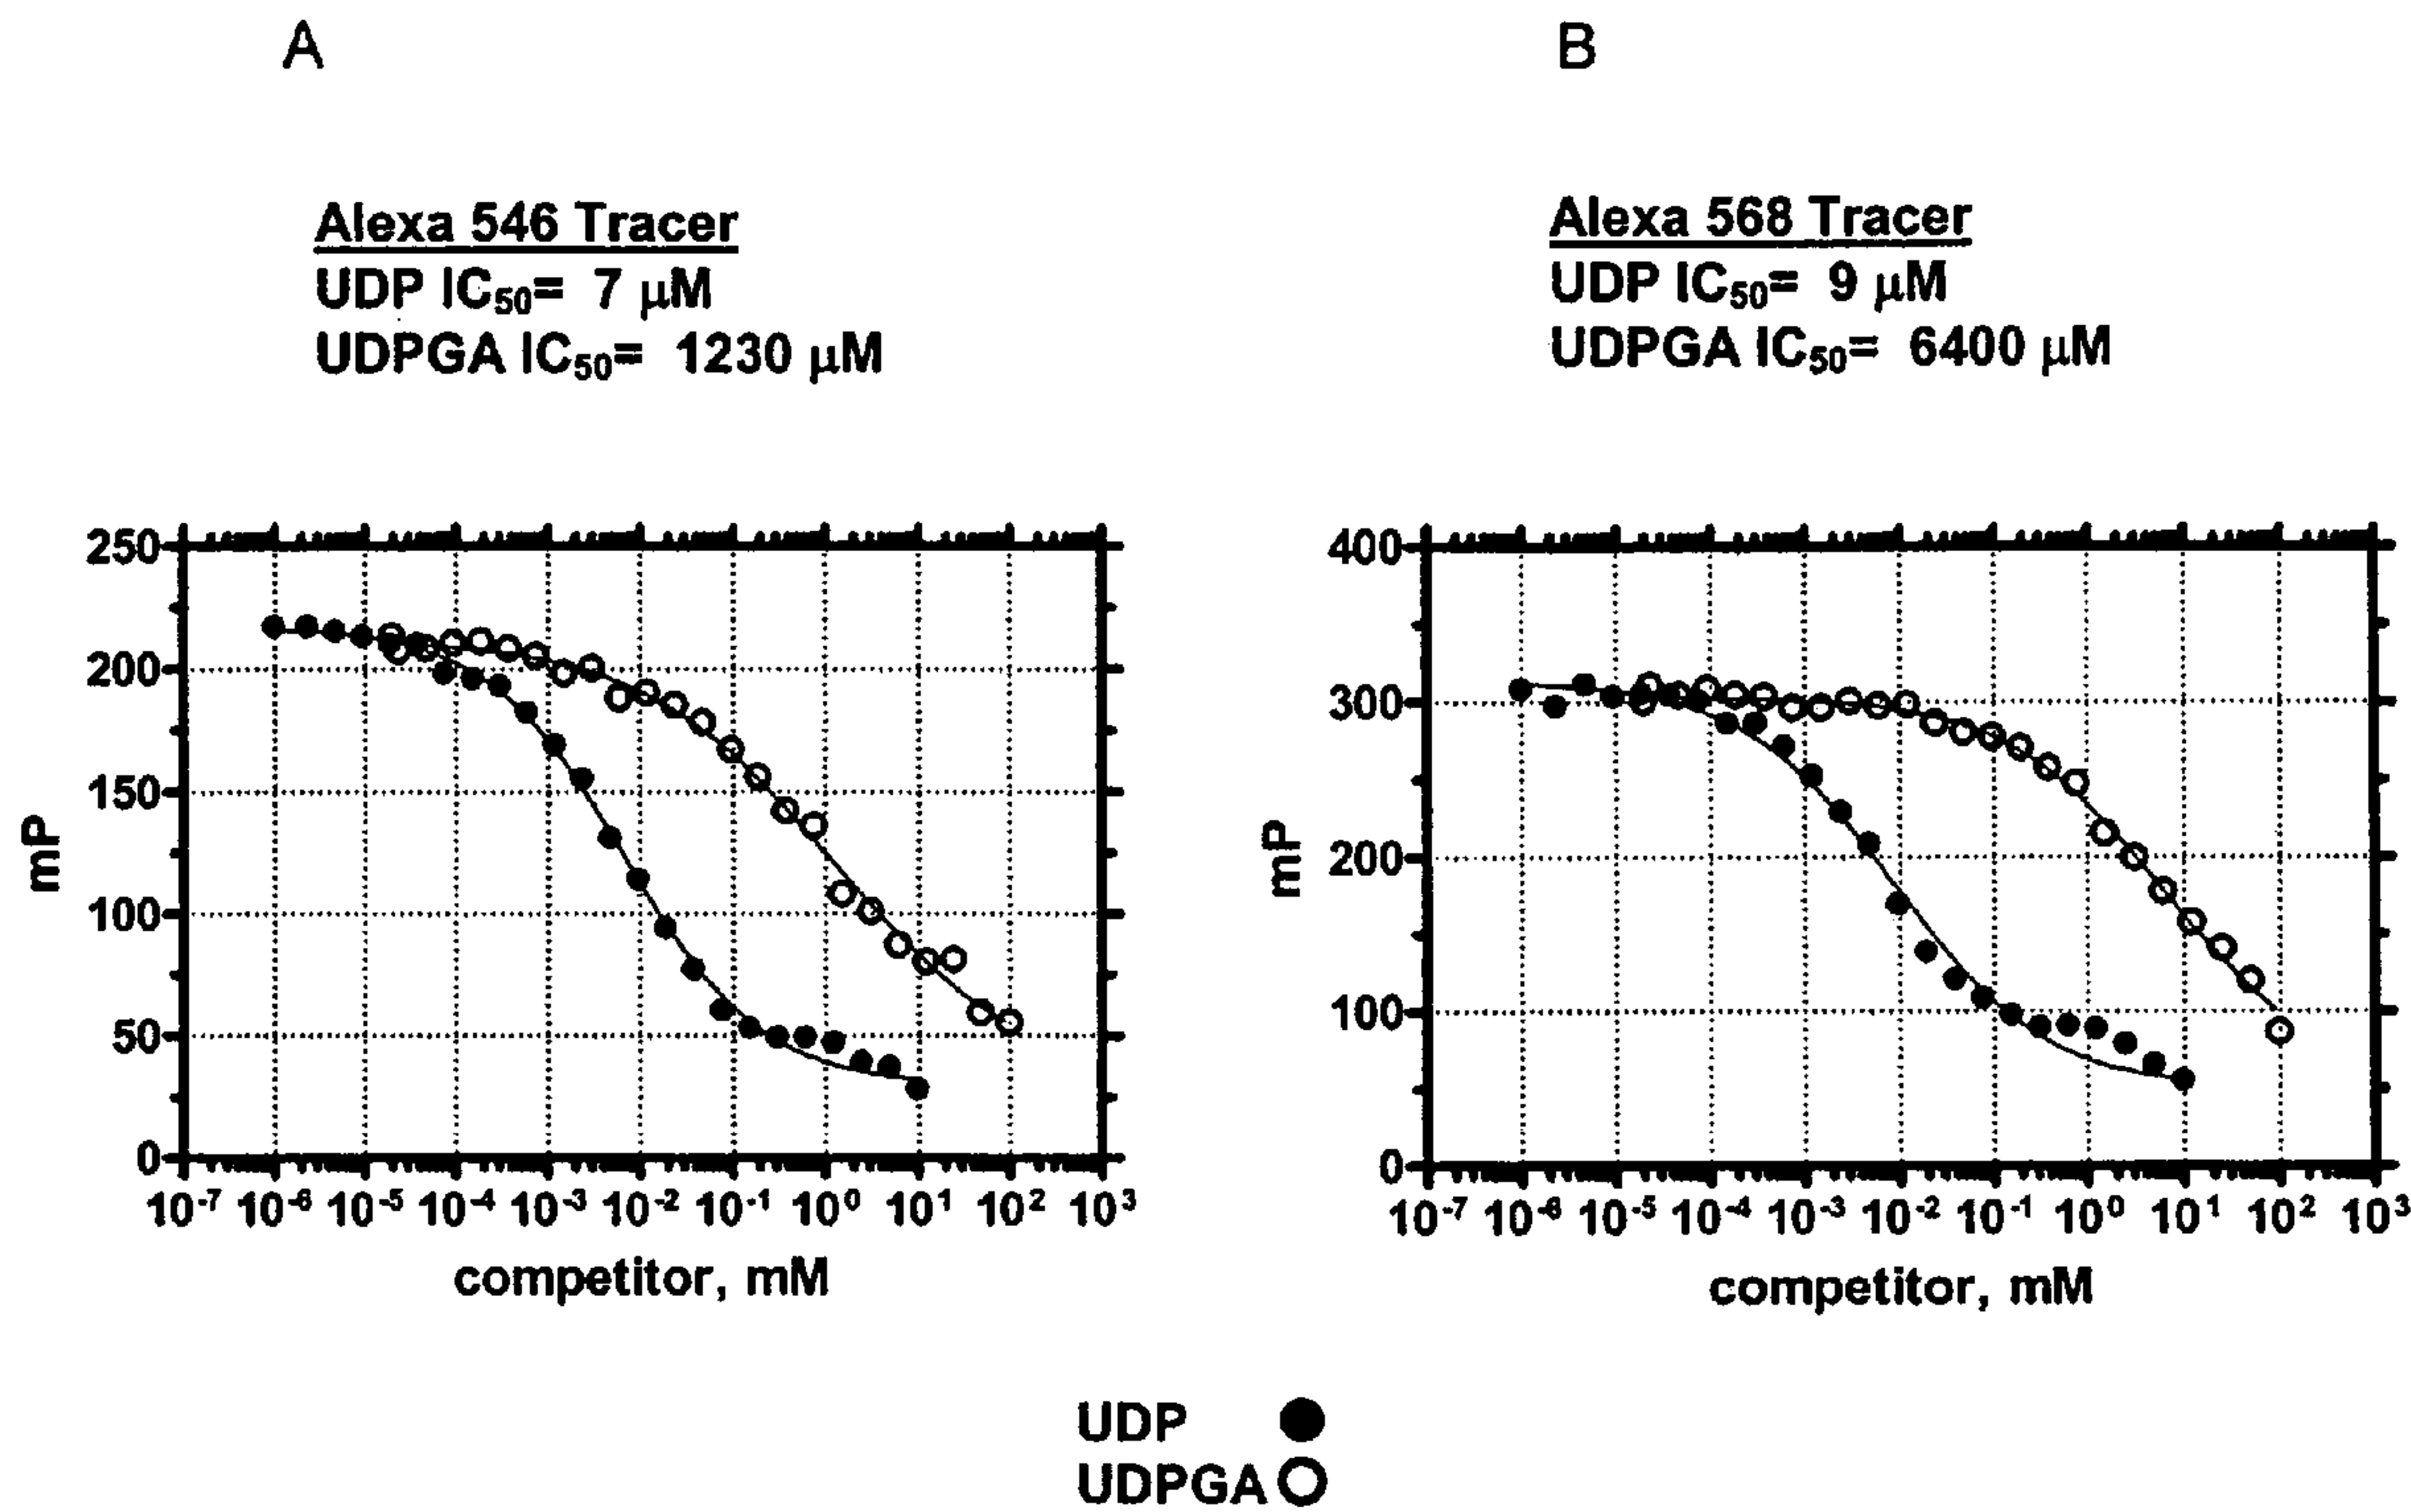 A
Alexa 546 Tracer
UDP IC₅₀= 7 μM
UDPGA IC₅₀= 1230 μM
250
200
150
100
50
0
mP
10⁻⁷ 10⁻⁶ 10⁻⁵ 10⁻⁴ 10⁻³ 10⁻² 10⁻¹ 10⁰ 10¹ 10² 10³
competitor, mM
B
Alexa 568 Tracer
UDP IC₅₀= 9 μM
UDPGA IC₅₀= 6400 μM
400
300
200
100
0
mP
10⁻⁷ 10⁻⁶ 10⁻⁵ 10⁻⁴ 10⁻³ 10⁻² 10⁻¹ 10⁰ 10¹ 10² 10³
competitor, mM
UDP
UDPGA